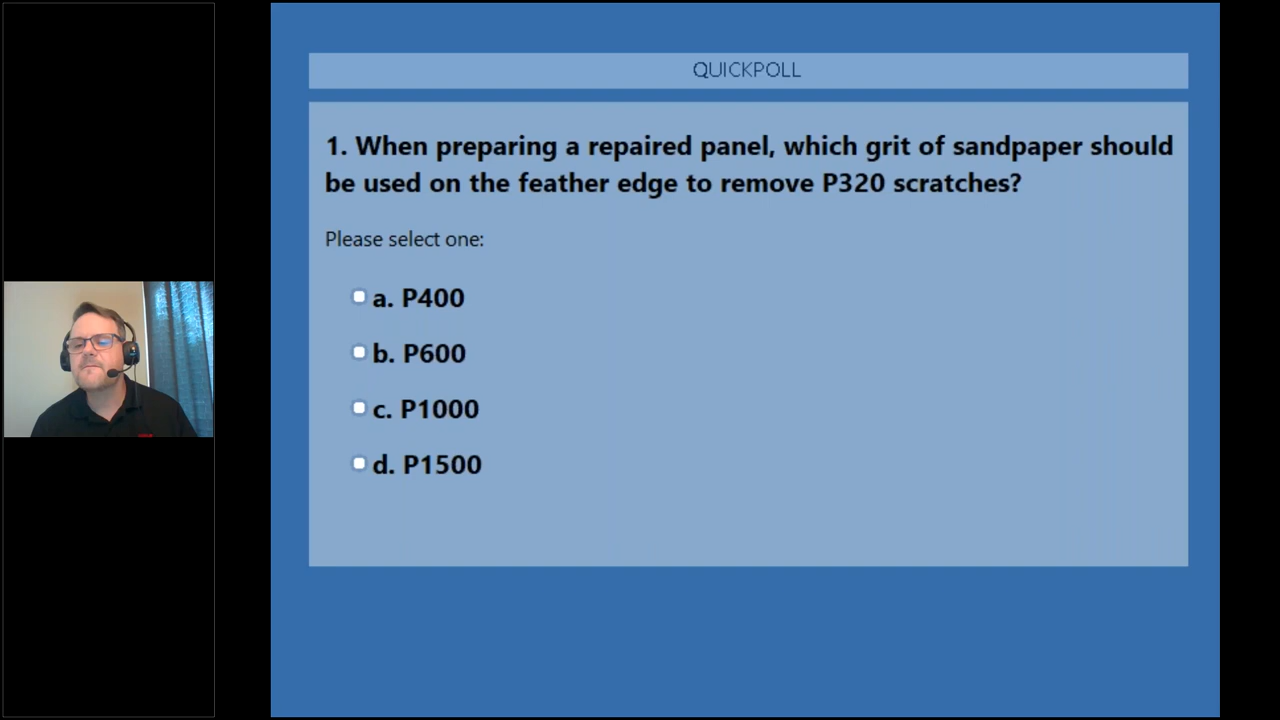 QUICKPOLL
1. When preparing a repaired panel, which grit of sandpaper should
be used on the feather edge to remove P320 scratches?
Please select one:
a. P400
b. P600
c. P1000
d. P1500